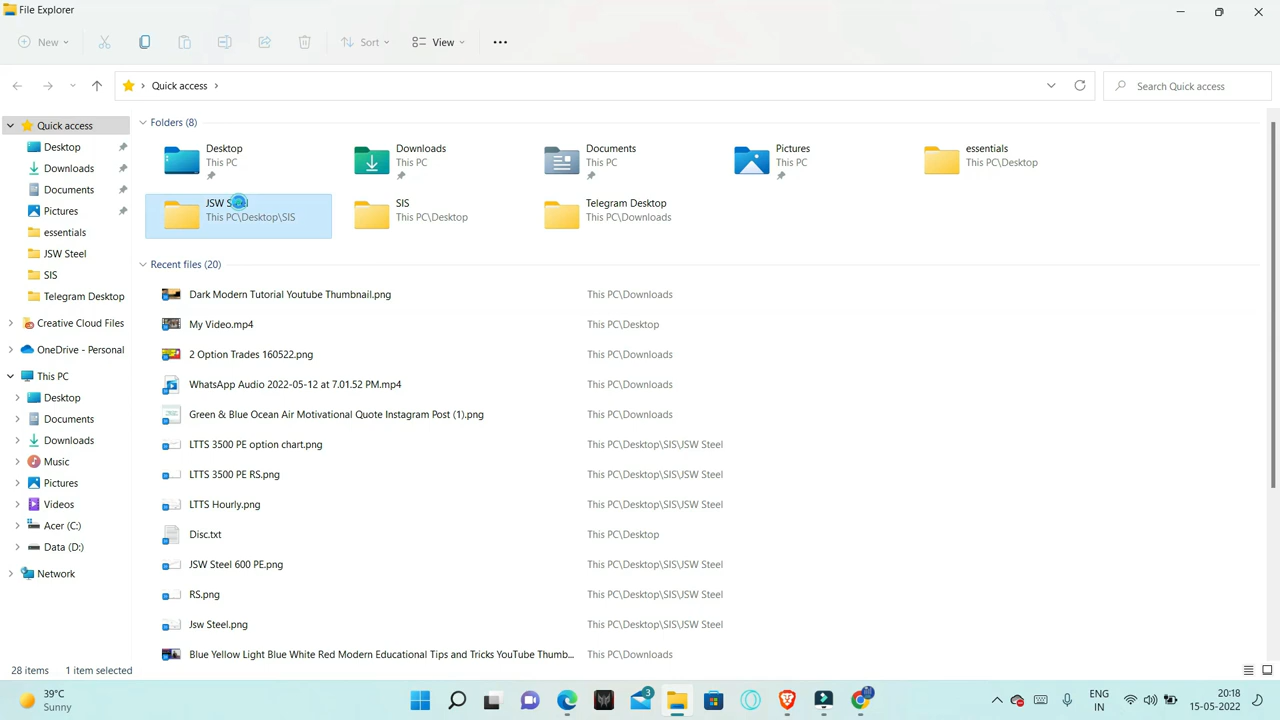 File Explorer
New
Sort
View
Quick access
Search Quick access
Quick access
Desktop
Downloads
Documents
Pictures
essentials
JSW Steel
SIS
Telegram Desktop
Creative Cloud Files
OneDrive - Personal
This PC
Desktop
Documents
Downloads
Music
Pictures
Videos
Acer (C:)
Data (D:)
Network
Folders (8)
Desktop
This PC
Downloads
This PC
Documents
This PC
Pictures
This PC
essentials
This PC\Desktop
JSW Steel
This PC\Desktop\SIS
SIS
This PC\Desktop
Telegram Desktop
This PC\Downloads
Recent files (20)
Dark Modern Tutorial Youtube Thumbnail.png This PC\Downloads
My Video.mp4 This PC\Desktop
2 Option Trades 160522.png This PC\Downloads
WhatsApp Audio 2022-05-12 at 7.01.52 PM.mp4 This PC\Downloads
Green & Blue Ocean Air Motivational Quote Instagram Post (1).png This PC\Downloads
LTTS 3500 PE option chart.png This PC\Desktop\SIS\JSW Steel
LTTS 3500 PE RS.png This PC\Desktop\SIS\JSW Steel
LTTS Hourly.png This PC\Desktop\SIS\JSW Steel
Disc.txt This PC\Desktop
JSW Steel 600 PE.png This PC\Desktop\SIS\JSW Steel
RS.png This PC\Desktop\SIS\JSW Steel
Jsw Steel.png This PC\Desktop\SIS\JSW Steel
Blue Yellow Light Blue White Red Modern Educational Tips and Tricks YouTube Thumb... This PC\Downloads
28 items 1 item selected
39°C
Sunny
3
ENG
IN
20:18
15-05-2022